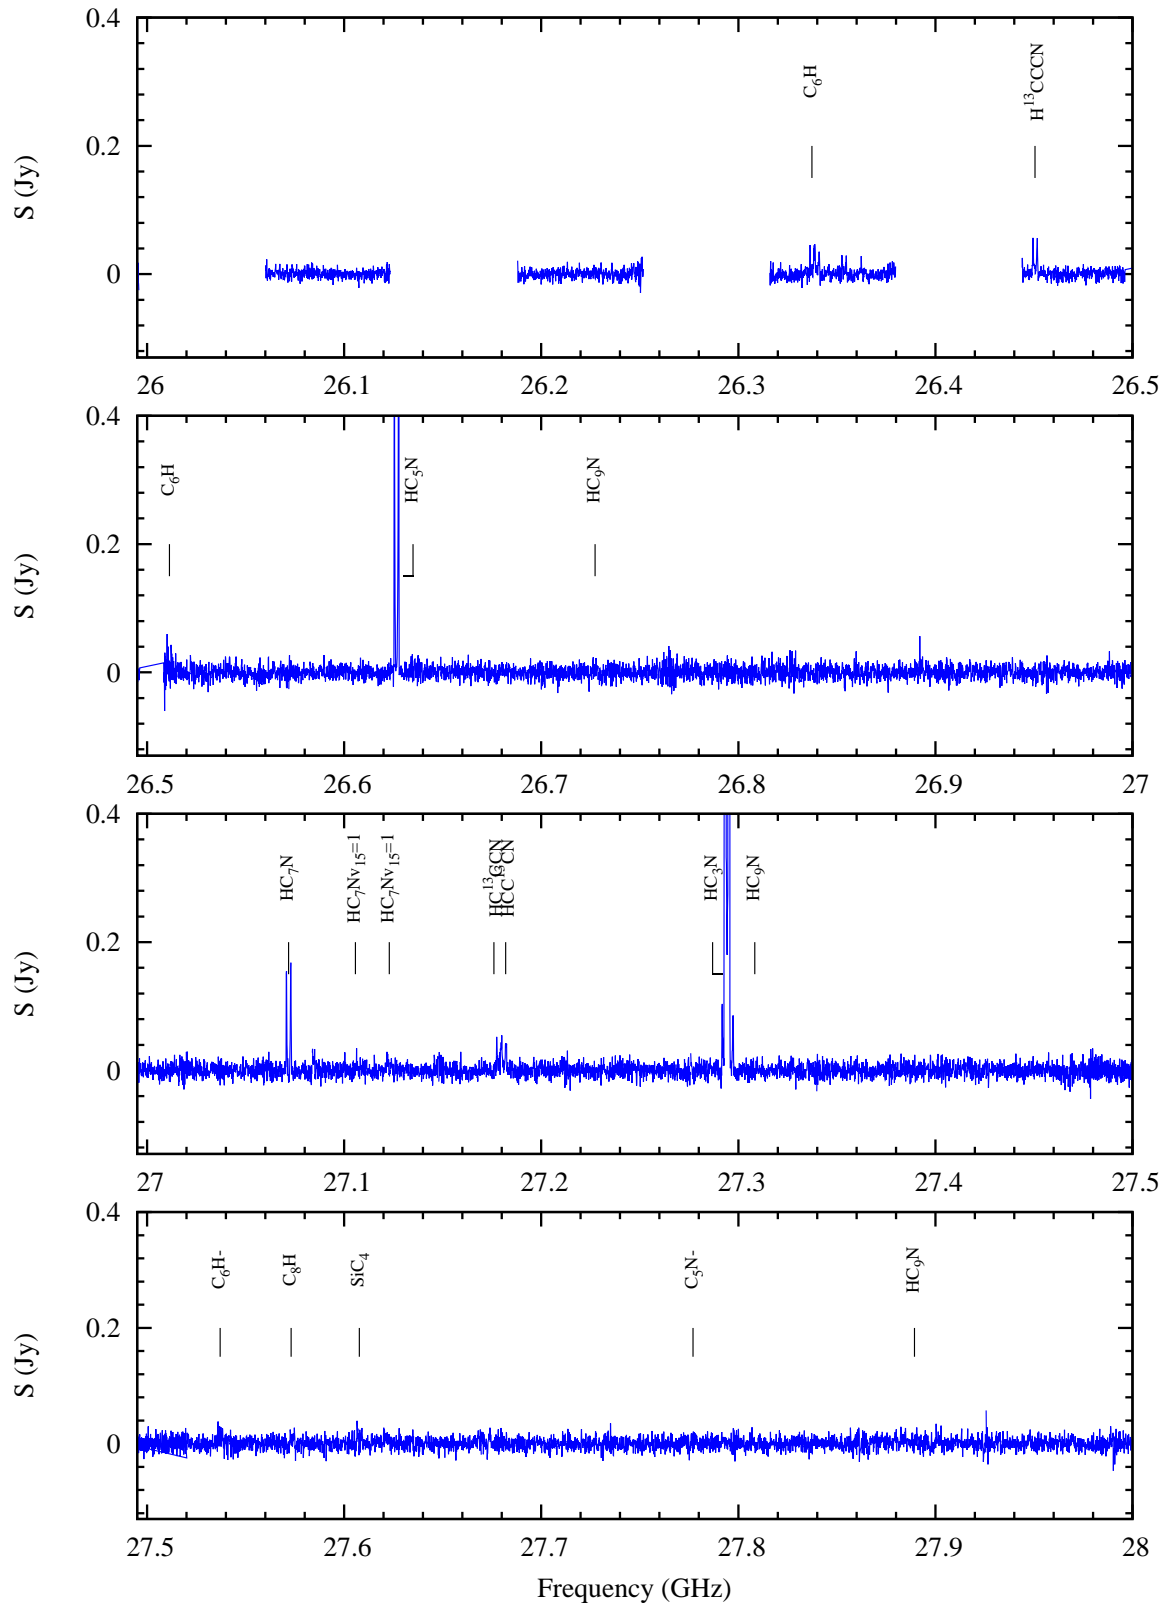 0.4
0.2
0
S (Jy)
C6H
H13CCCN
26 26.1 26.2 26.3 26.4 26.5
0.4
0.2
0
S (Jy)
C6H
HC5N
HC9N
26.5 26.6 26.7 26.8 26.9 27
0.4
0.2
0
S (Jy)
HC7N
HC7Nv15=1
HC7Nv15=1
HC13CCN
HCC13CN
HC3N
HC9N
27 27.1 27.2 27.3 27.4 27.5
0.4
0.2
0
S (Jy)
C6H-
C8H
SiC4
C5N-
HC9N
27.5 27.6 27.7 27.8 27.9 28
Frequency (GHz)